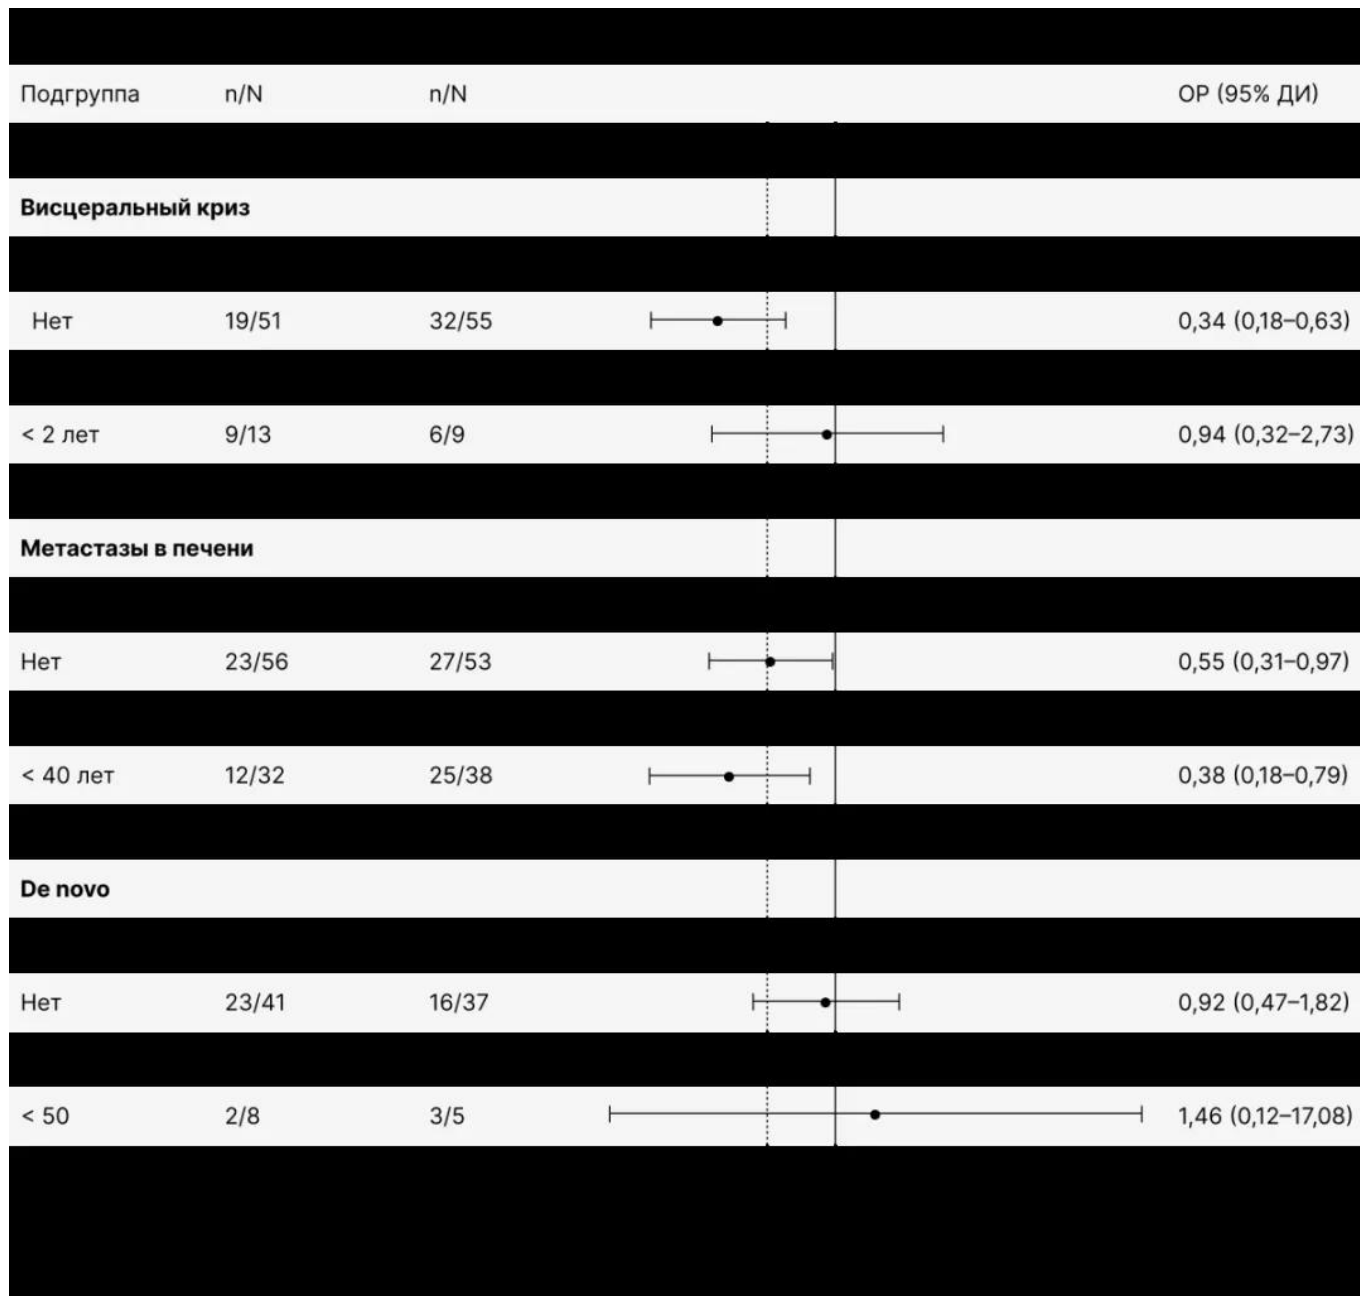 Подгруппа n/N n/N ОР (95% ДИ)
Висцеральный криз
Нет 19/51 32/55 0,34 (0,18–0,63)
< 2 лет 9/13 6/9 0,94 (0,32–2,73)
Метастазы в печени
Нет 23/56 27/53 0,55 (0,31–0,97)
< 40 лет 12/32 25/38 0,38 (0,18–0,79)
De novo
Нет 23/41 16/37 0,92 (0,47–1,82)
< 50 2/8 3/5 1,46 (0,12–17,08)